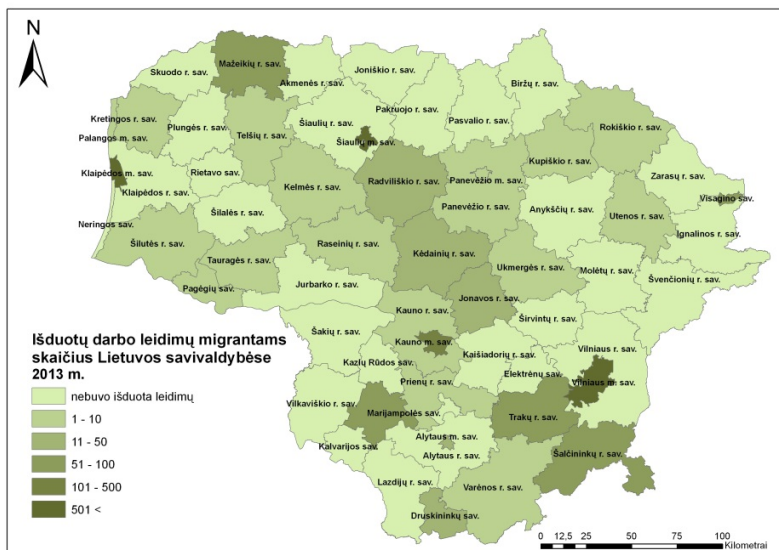 N
Skuodo r. sav.
Mažeikių r. sav.
Akmenės r. sav.
Joniškio r. sav.
Biržų r. sav.
Kretingos r. sav.
Palangos m. sav.
Plungės r. sav.
Telšių r. sav.
Šiaulių r. sav.
Šiaulių m. sav.
Pakruojo r. sav.
Pasvalio r. sav.
Rokiškio r. sav.
Klaipėdos m. sav.
Klaipėdos r. sav.
Rietavo sav.
Kelmės r. sav.
Radviliškio r. sav.
Panevėžio m. sav.
Panevėžio r. sav.
Kupiškio r. sav.
Zarasų r. sav.
Visagino sav.
Neringos sav.
Šilalės r. sav.
Anykščių r. sav.
Utenos r. sav.
Ignalinos r. sav.
Šilutės r. sav.
Tauragės r. sav.
Raseinių r. sav.
Kėdainių r. sav.
Ukmergės r. sav.
Molėtų r. sav.
Švenčionių r. sav.
Pagėgių sav.
Jurbarko r. sav.
Jonavos r. sav.
Kauno r. sav.
Širvintų r. sav.
Šakių r. sav.
Kauno m. sav.
Kaišiadorių r. sav.
Vilniaus r. sav.
Kazlų Rūdos sav.
Elektrėnų sav.
Vilniaus m. sav.
Prienų r. sav.
Vilkaviškio r. sav.
Marijampolės sav.
Trakų r. sav.
Kalvarijos sav.
Alytaus m. sav.
Alytaus r. sav.
Šalčininkų r. sav.
Lazdijų r. sav.
Varėnos r. sav.
Druskininkų sav.
Išduotų darbo leidimų migrantams
skaičius Lietuvos savivaldybėse
2013 m.
nebuvo išduota leidimų
1 - 10
11 - 50
51 - 100
101 - 500
501 <
0 12,5 25 50 75 100
Kilometrai